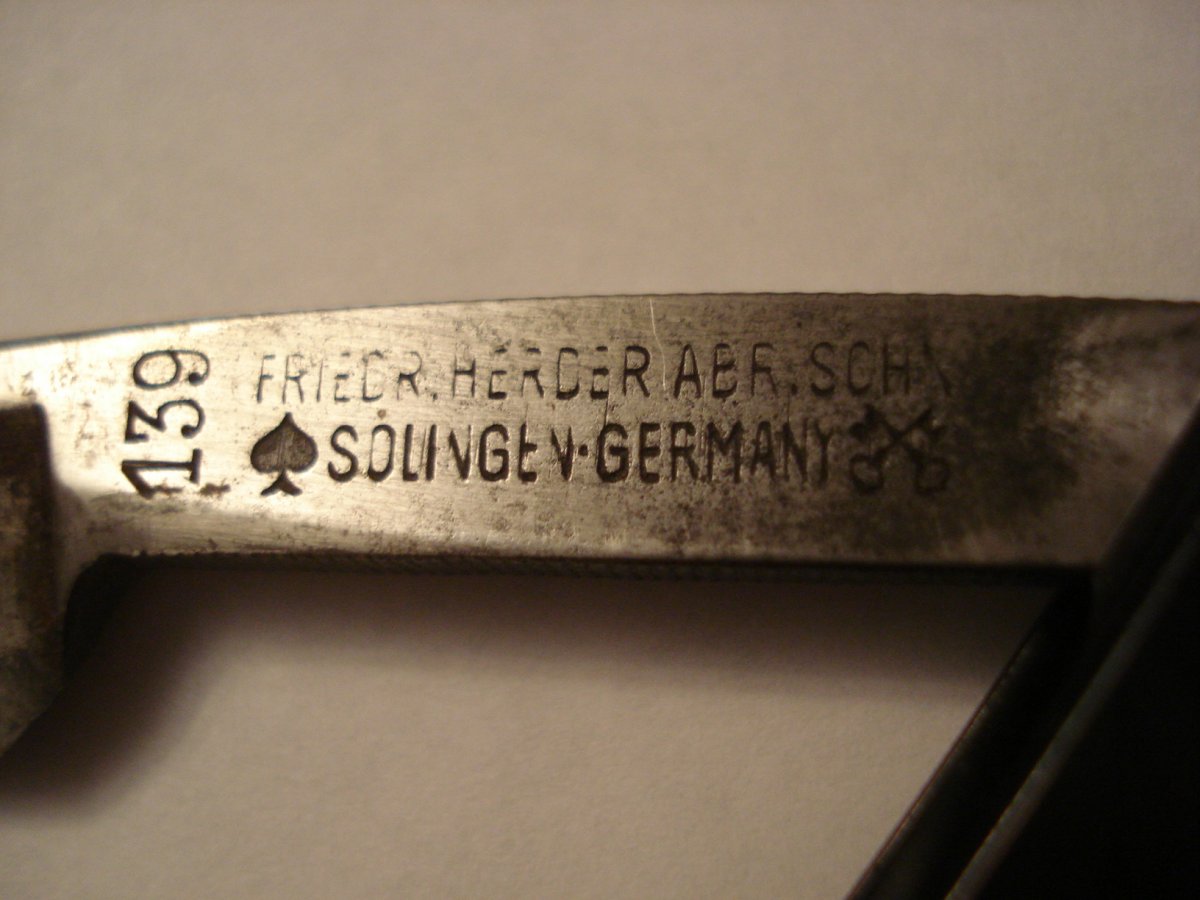 139
FRIEDR. HERDER ABR. SOHN
SOLINGEN·GERMANY